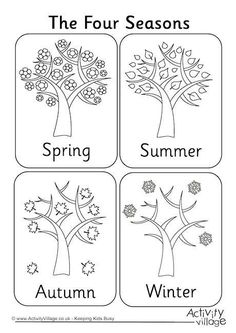 The Four Seasons
Spring
Summer
Autumn
Winter
© www.ActivityVillage.co.uk - Keeping Kids Busy
Activity
Village